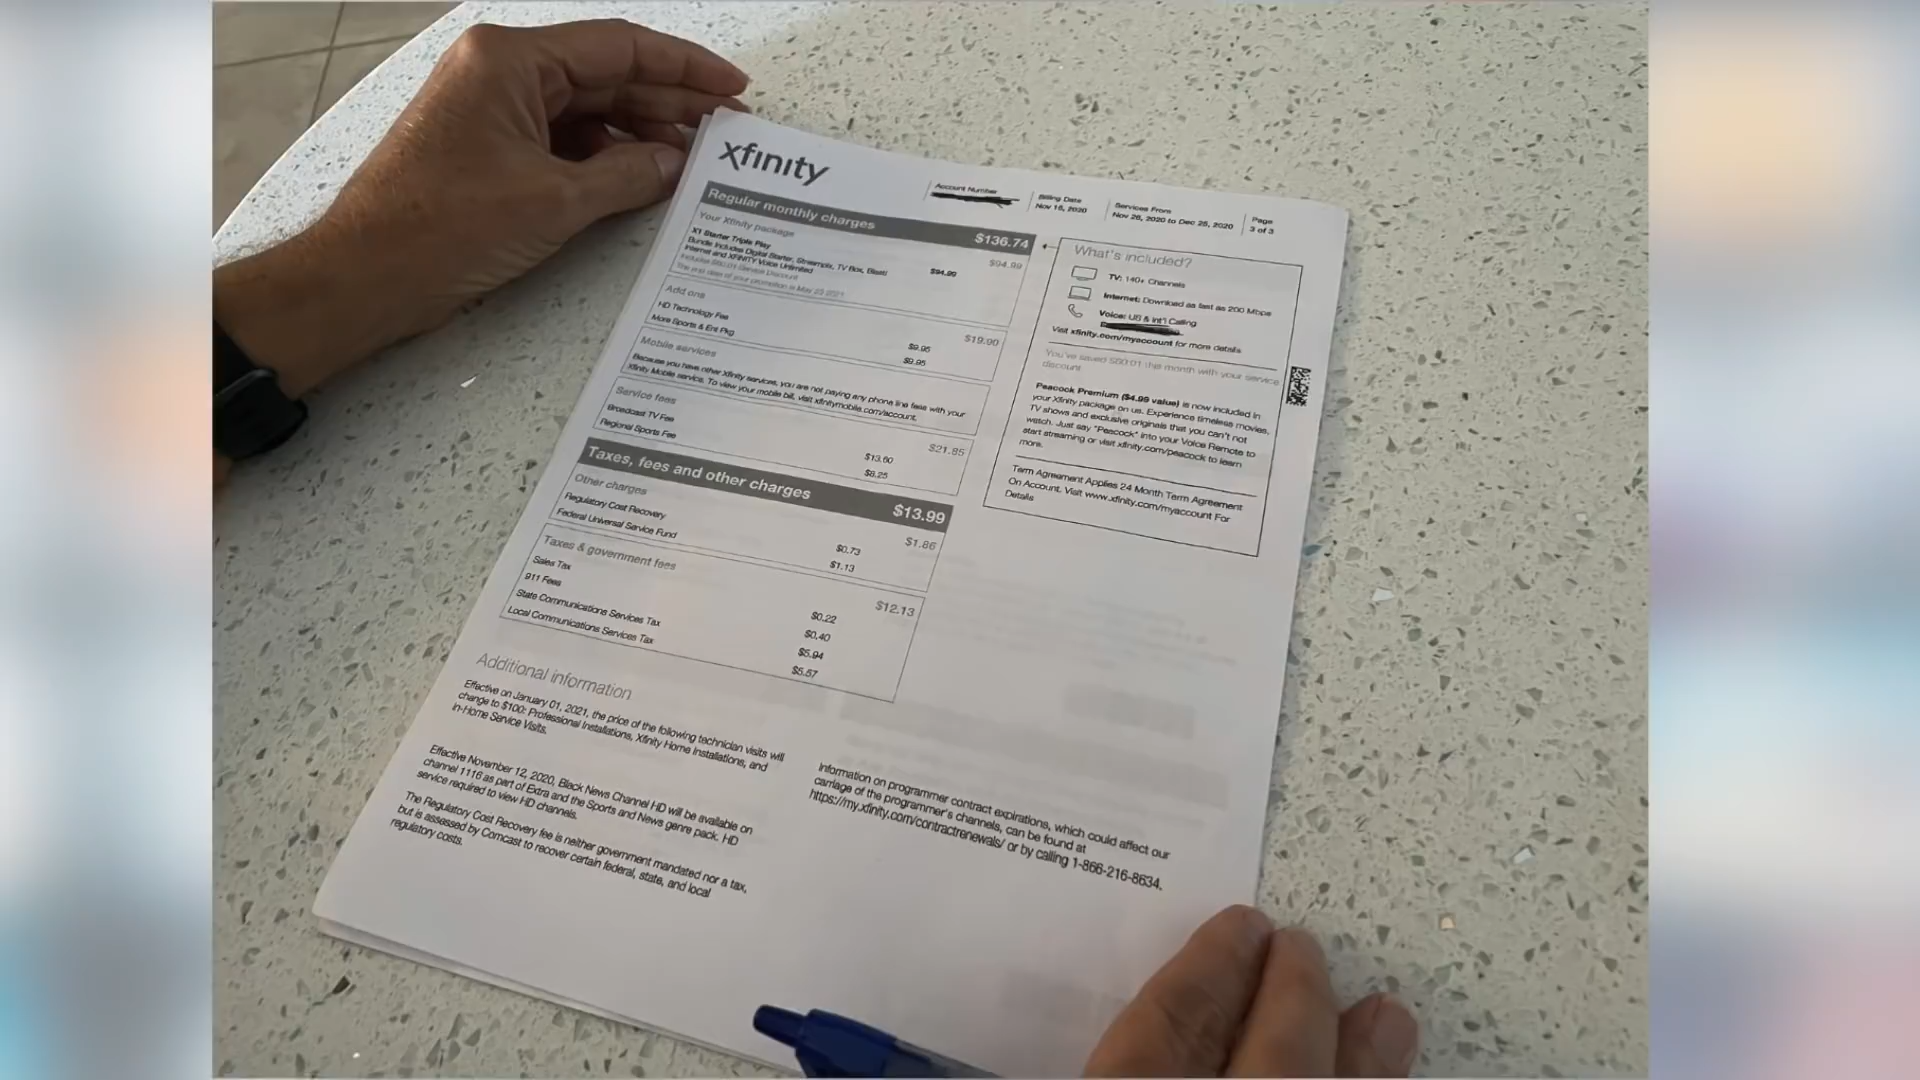 xfinity
Account Number
Billing Date
Nov 15, 2020
Services From
Nov 26, 2020 to Dec 25, 2020
Page
3 of 3
Regular monthly charges $136.74
Your Xfinity package $94.99
X1 Starter Triple Play $94.99
Bundle Includes Digital Starter, Streampix, TV Box, Blast!
Internet and XFINITY Voice Unlimited
Includes $60.01 Service Discount
The end date of your promotion is May 23 2021
Add ons $19.90
HD Technology Fee $9.95
More Sports & Ent Pkg $9.95
Mobile services
Because you have other Xfinity services, you are not paying any phone line fees with your
Xfinity Mobile service. To view your mobile bill, visit xfinitymobile.com/account.
Service fees $21.85
Broadcast TV Fee $13.60
Regional Sports Fee $8.25
Taxes, fees and other charges $13.99
Other charges $1.86
Regulatory Cost Recovery $0.73
Federal Universal Service Fund $1.13
Taxes & government fees $12.13
Sales Tax $0.22
911 Fees $0.40
State Communications Services Tax $5.94
Local Communications Services Tax $5.57
What's included?
TV: 140+ Channels
Internet: Download as fast as 200 Mbps
Voice: US & Int'l Calling
Visit xfinity.com/myaccount for more details
You've saved $60.01 this month with your service
discount
Peacock Premium ($4.99 value) is now included in
your Xfinity package on us. Experience timeless movies,
TV shows and exclusive originals that you can't not
watch. Just say "Peacock" into your Voice Remote to
start streaming or visit xfinity.com/peacock to learn
more.
Term Agreement Applies 24 Month Term Agreement
On Account. Visit www.xfinity.com/myaccount For
Details
Additional information
Effective on January 01, 2021, the price of the following technician visits will
change to $100: Professional Installations, Xfinity Home Installations, and
in-Home Service Visits.
Effective November 12, 2020, Black News Channel HD will be available on
channel 1116 as part of Extra and the Sports and News genre pack. HD
service required to view HD channels.
The Regulatory Cost Recovery fee is neither government mandated nor a tax,
but is assessed by Comcast to recover certain federal, state, and local
regulatory costs.
Information on programmer contract expirations, which could affect our
carriage of the programmer's channels, can be found at
https://my.xfinity.com/contractrenewals/ or by calling 1-866-216-8634.